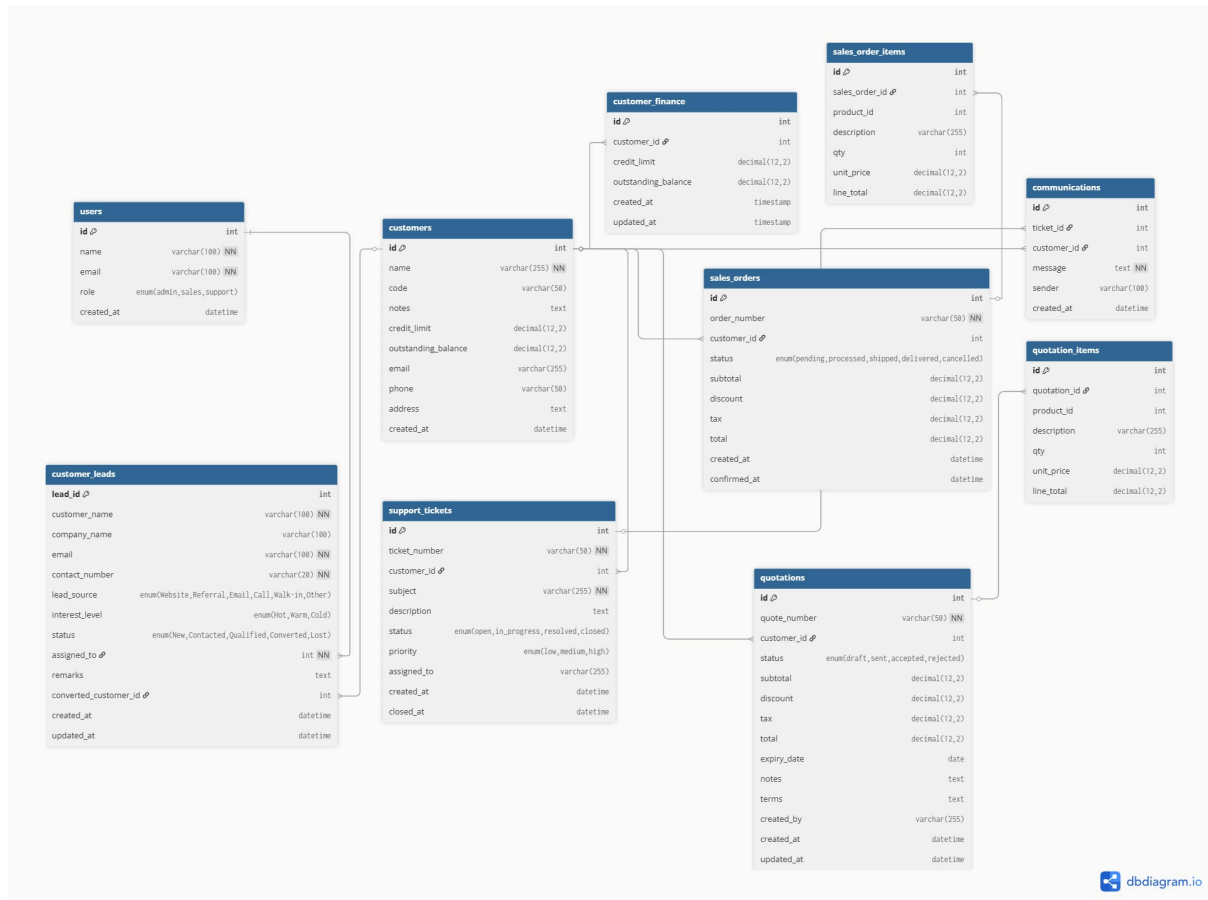 users
id int
name varchar(100) NN
email varchar(100) NN
role enum(admin,sales,support)
created_at datetime
customer_leads
lead_id int
customer_name varchar(100) NN
company_name varchar(100)
email varchar(100) NN
contact_number varchar(20) NN
lead_source enum(Website,Referral,Email,Call,Walk-in,Other)
interest_level enum(Hot,Warm,Cold)
status enum(New,Contacted,Qualified,Converted,Lost)
assigned_to int NN
remarks text
converted_customer_id int
created_at datetime
updated_at datetime
customers
id int
name varchar(255) NN
code varchar(50)
notes text
credit_limit decimal(12,2)
outstanding_balance decimal(12,2)
email varchar(255)
phone varchar(50)
address text
created_at datetime
support_tickets
id int
ticket_number varchar(50) NN
customer_id int
subject varchar(255) NN
description text
status enum(open,in_progress,resolved,closed)
priority enum(low,medium,high)
assigned_to varchar(255)
created_at datetime
closed_at datetime
customer_finance
id int
customer_id int
credit_limit decimal(12,2)
outstanding_balance decimal(12,2)
created_at timestamp
updated_at timestamp
sales_order_items
id int
sales_order_id int
product_id int
description varchar(255)
qty int
unit_price decimal(12,2)
line_total decimal(12,2)
sales_orders
id int
order_number varchar(50) NN
customer_id int
status enum(pending,processed,shipped,delivered,cancelled)
subtotal decimal(12,2)
discount decimal(12,2)
tax decimal(12,2)
total decimal(12,2)
created_at datetime
confirmed_at datetime
quotations
id int
quote_number varchar(50) NN
customer_id int
status enum(draft,sent,accepted,rejected)
subtotal decimal(12,2)
discount decimal(12,2)
tax decimal(12,2)
total decimal(12,2)
expiry_date date
notes text
terms text
created_by varchar(255)
created_at datetime
updated_at datetime
communications
id int
ticket_id int
customer_id int
message text NN
sender varchar(100)
created_at datetime
quotation_items
id int
quotation_id int
product_id int
description varchar(255)
qty int
unit_price decimal(12,2)
line_total decimal(12,2)
dbdiagram.io